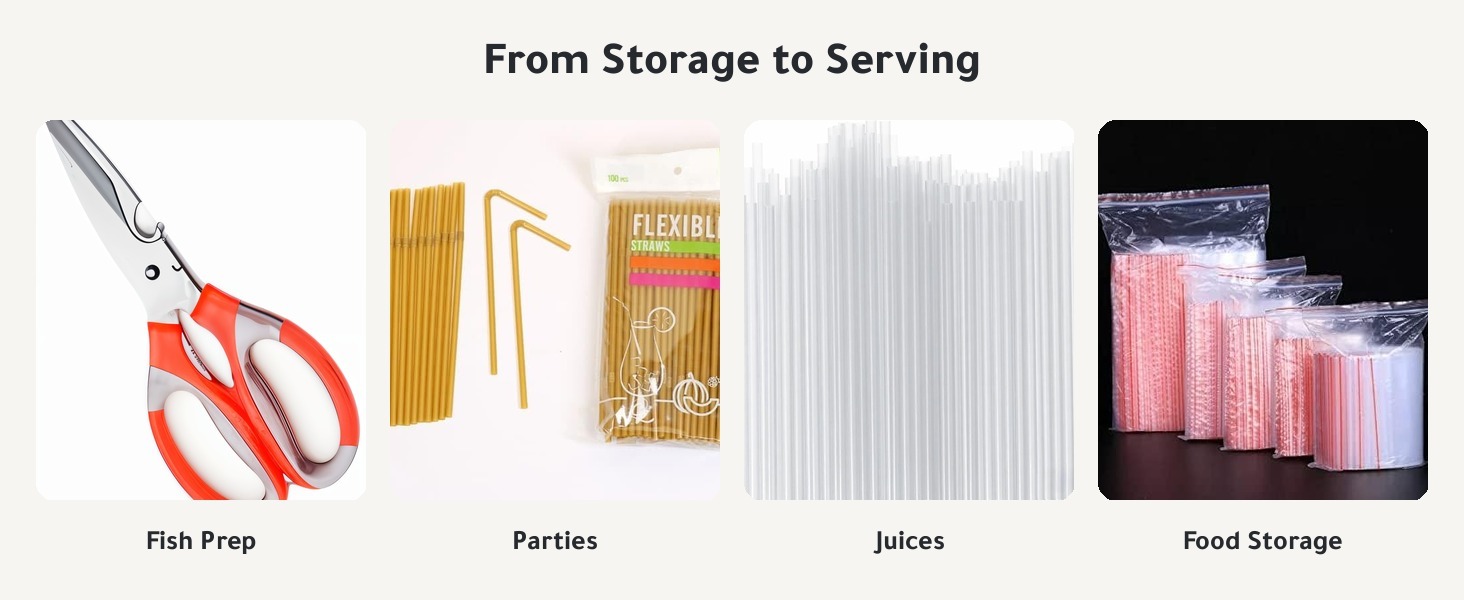 From Storage to Serving
100 PCS
FLEXIBL
STRAWS
Fish Prep
Parties
Juices
Food Storage